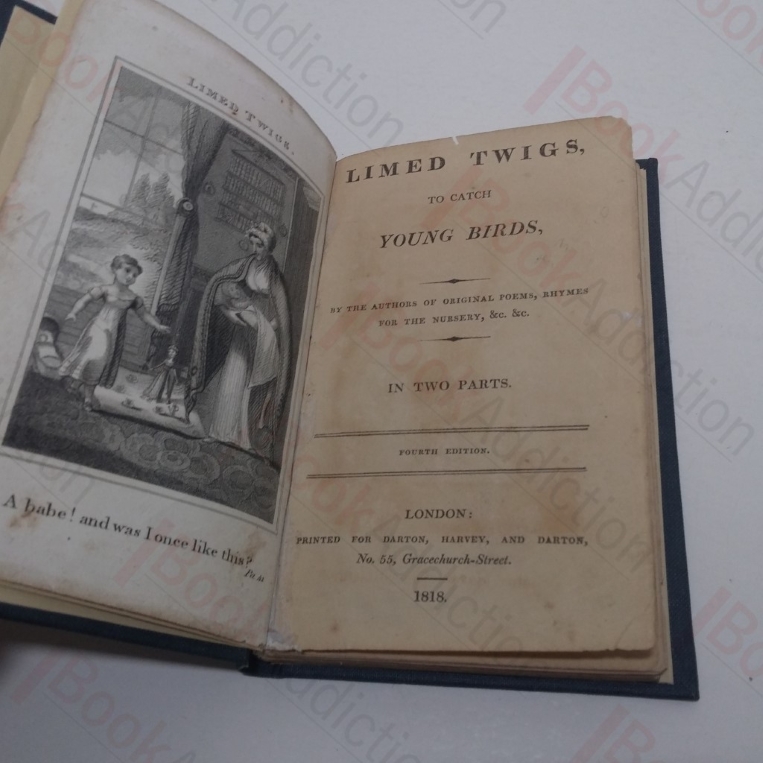 LIMED TWIGS.
A babe! and was I once like this?
LIMED TWIGS,
TO CATCH
YOUNG BIRDS,
BY THE AUTHORS OF ORIGINAL POEMS, RHYMES
FOR THE NURSERY, &c. &c.
IN TWO PARTS.
FOURTH EDITION.
LONDON:
PRINTED FOR DARTON, HARVEY, AND DARTON,
No. 55, Gracechurch-Street.
1818.
BookAddiction